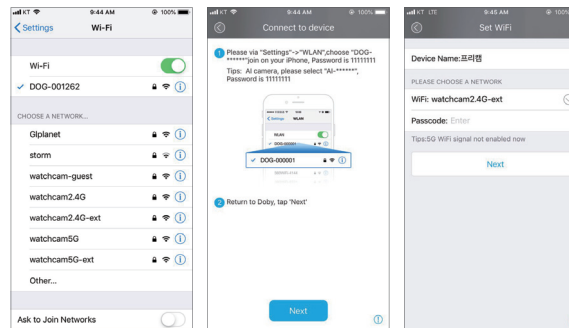 KT 9:44 AM 100%
Settings Wi-Fi
Wi-Fi
DOG-001262
CHOOSE A NETWORK...
Glplanet
storm
watchcam-guest
watchcam2.4G
watchcam2.4G-ext
watchcam5G
watchcam5G-ext
Other...
Ask to Join Networks
KT 9:44 AM 100%
Connect to device
1 Please via "Settings"->"WLAN",choose "DOG-
******"join on your iPhone, Password is 11111111
Tips: AI camera, please select "AI-******",
Password is 11111111
Settings WLAN
WLAN
DOG-000001
2 Return to Doby, tap 'Next'
Next
KT LTE 9:45 AM 100%
Set WiFi
Device Name:프리캠
PLEASE CHOOSE A NETWORK
WiFi: watchcam2.4G-ext
Passcode: Enter
Tips:5G WiFi signal not enabled now
Next